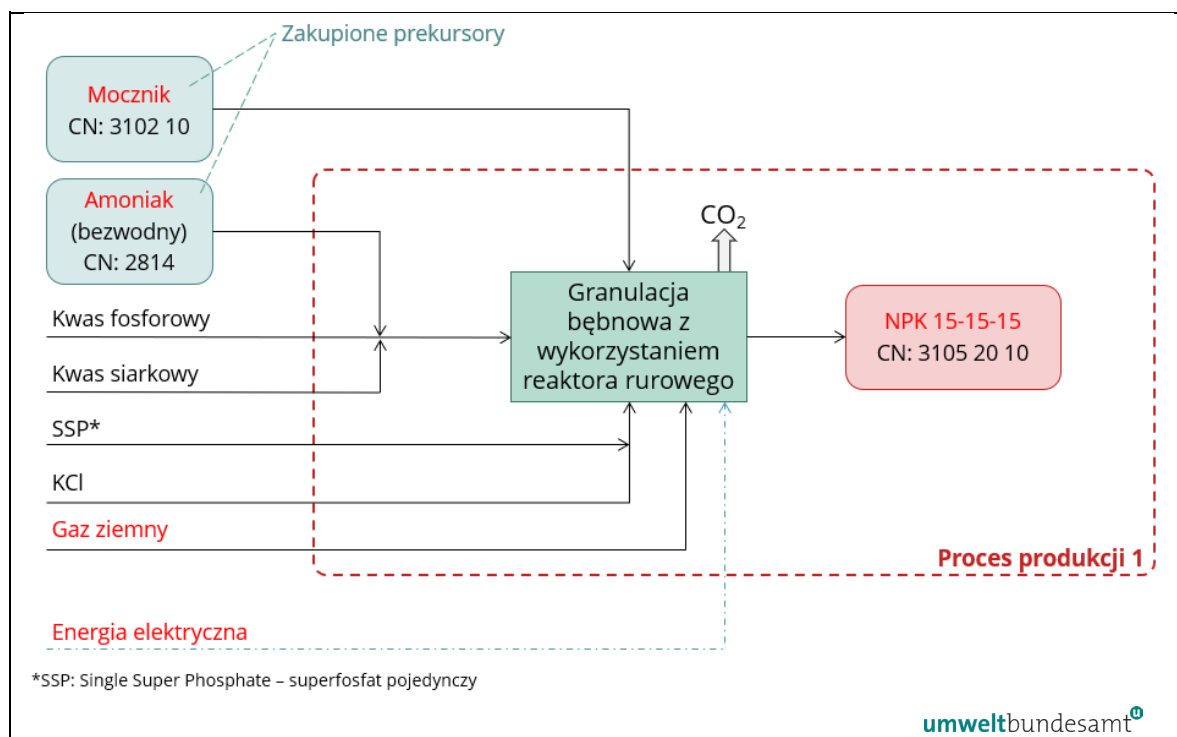 Zakupione prekursory
Mocznik
CN: 3102 10
Amoniak
(bezwodny)
CN: 2814
CO₂
Kwas fosforowy
Kwas siarkowy
SSP*
KCl
Gaz ziemny
Granulacja
bębnowa z
wykorzystaniem
reaktora rurowego
NPK 15-15-15
CN: 3105 20 10
Proces produkcji 1
Energia elektryczna
*SSP: Single Super Phosphate – superfosfat pojedynczy
umweltbundesamt u